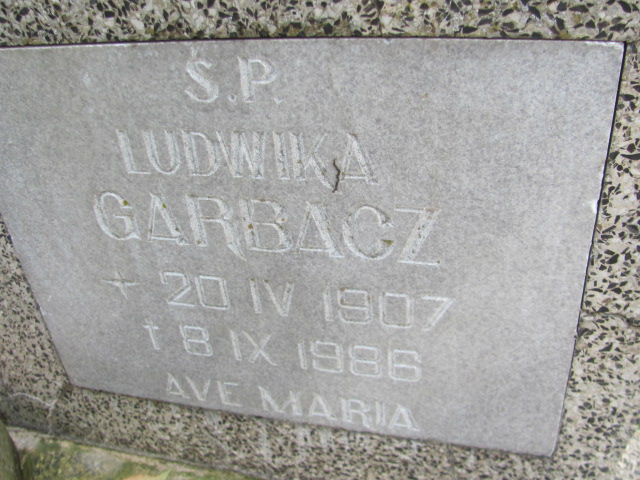 Ś.P.
LUDWIKA
GARBACZ
* 20 IV 1907
† 8 IX 1986
AVE MARIA